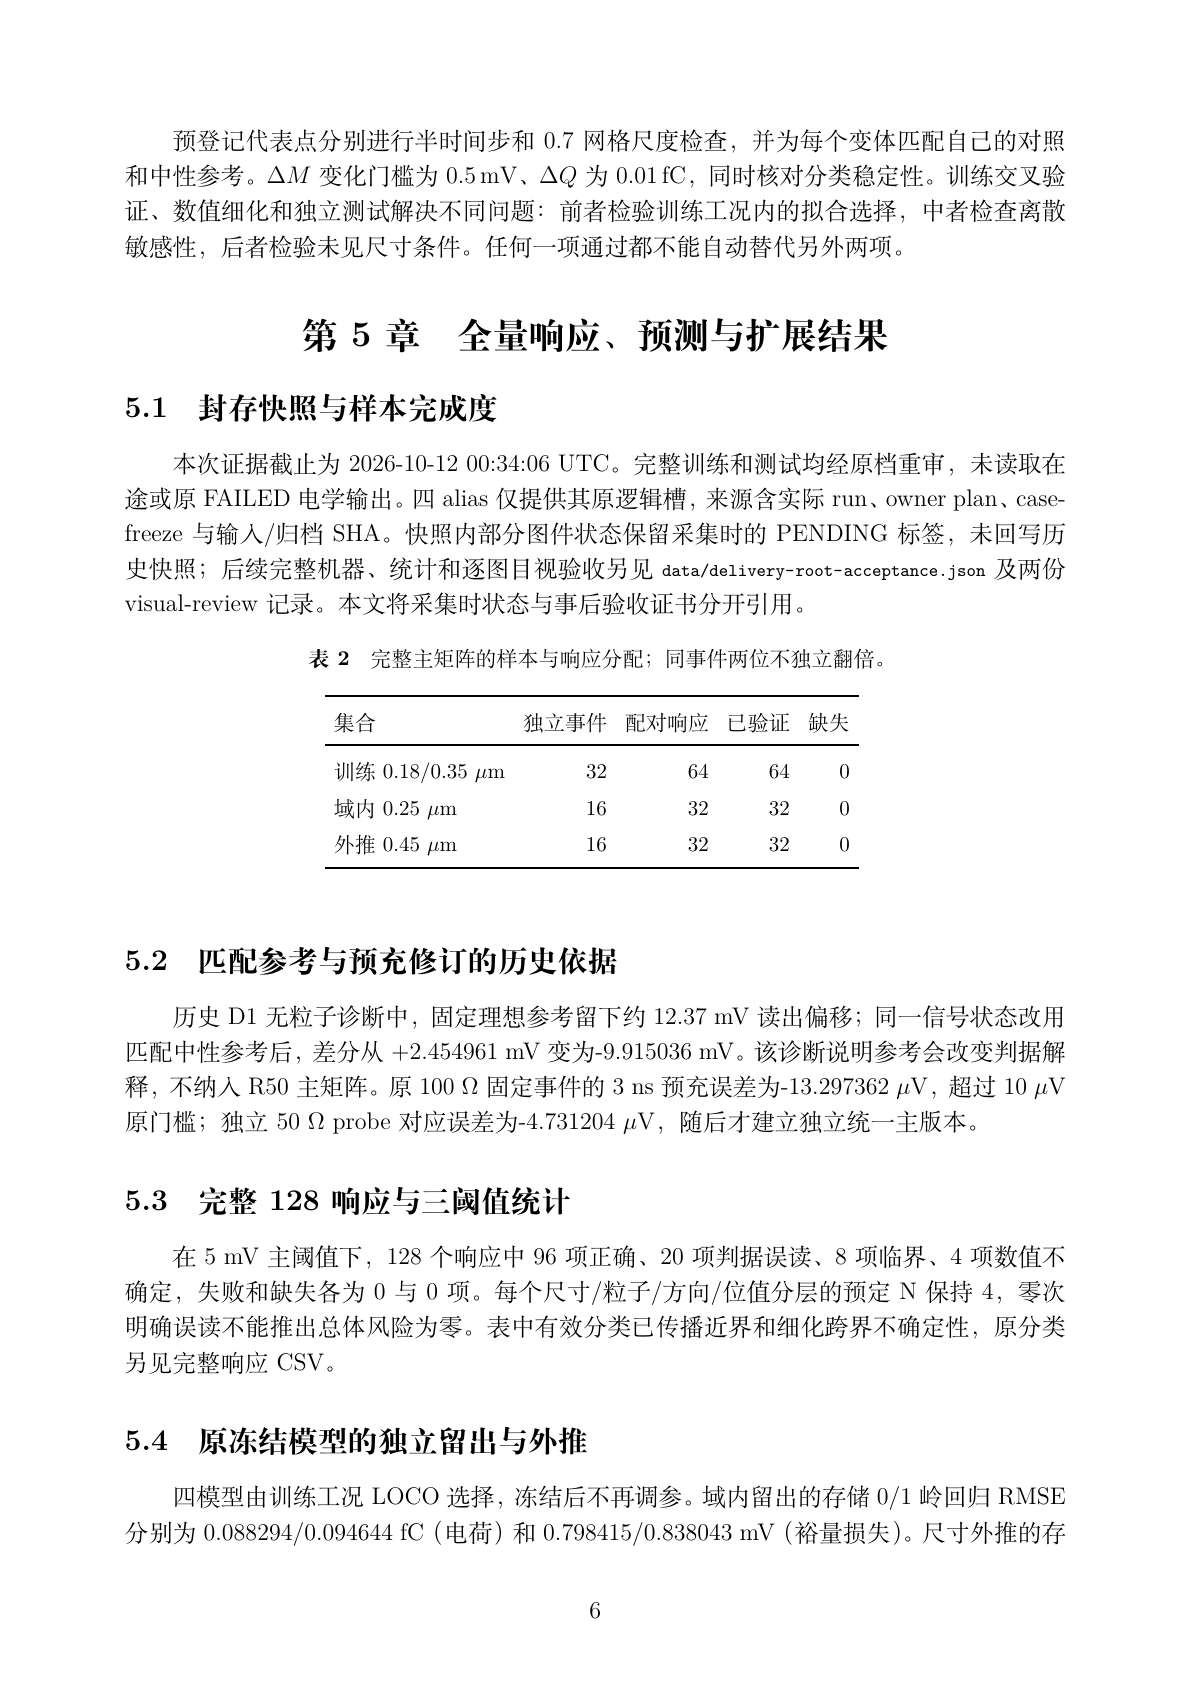 预登记代表点分别进行半时间步和 0.7 网格尺度检查，并为每个变体匹配自己的对照
和中性参考。ΔM 变化门槛为 0.5 mV、ΔQ 为 0.01 fC，同时核对分类稳定性。训练交叉验
证、数值细化和独立测试解决不同问题：前者检验训练工况内的拟合选择，中者检查离散
敏感性，后者检验未见尺寸条件。任何一项通过都不能自动替代另外两项。
第 5 章　全量响应、预测与扩展结果
5.1　封存快照与样本完成度
本次证据截止为 2026-10-12 00:34:06 UTC。完整训练和测试均经原档重审，未读取在
途或原 FAILED 电学输出。四 alias 仅提供其原逻辑槽，来源含实际 run、owner plan、case-
freeze 与输入/归档 SHA。快照内部分图件状态保留采集时的 PENDING 标签，未回写历
史快照；后续完整机器、统计和逐图目视验收另见 data/delivery-root-acceptance.json 及两份
visual-review 记录。本文将采集时状态与事后验收证书分开引用。
表 2　完整主矩阵的样本与响应分配；同事件两位不独立翻倍。
集合　独立事件　配对响应　已验证　缺失
训练 0.18/0.35 μm　32　64　64　0
域内 0.25 μm　16　32　32　0
外推 0.45 μm　16　32　32　0
5.2　匹配参考与预充修订的历史依据
历史 D1 无粒子诊断中，固定理想参考留下约 12.37 mV 读出偏移；同一信号状态改用
匹配中性参考后，差分从 +2.454961 mV 变为-9.915036 mV。该诊断说明参考会改变判据解
释，不纳入 R50 主矩阵。原 100 Ω 固定事件的 3 ns 预充误差为-13.297362 μV，超过 10 μV
原门槛；独立 50 Ω probe 对应误差为-4.731204 μV，随后才建立独立统一主版本。
5.3　完整 128 响应与三阈值统计
在 5 mV 主阈值下，128 个响应中 96 项正确、20 项判据误读、8 项临界、4 项数值不
确定，失败和缺失各为 0 与 0 项。每个尺寸/粒子/方向/位值分层的预定 N 保持 4，零次
明确误读不能推出总体风险为零。表中有效分类已传播近界和细化跨界不确定性，原分类
另见完整响应 CSV。
5.4　原冻结模型的独立留出与外推
四模型由训练工况 LOCO 选择，冻结后不再调参。域内留出的存储 0/1 岭回归 RMSE
分别为 0.088294/0.094644 fC（电荷）和 0.798415/0.838043 mV（裕量损失）。尺寸外推的存
6